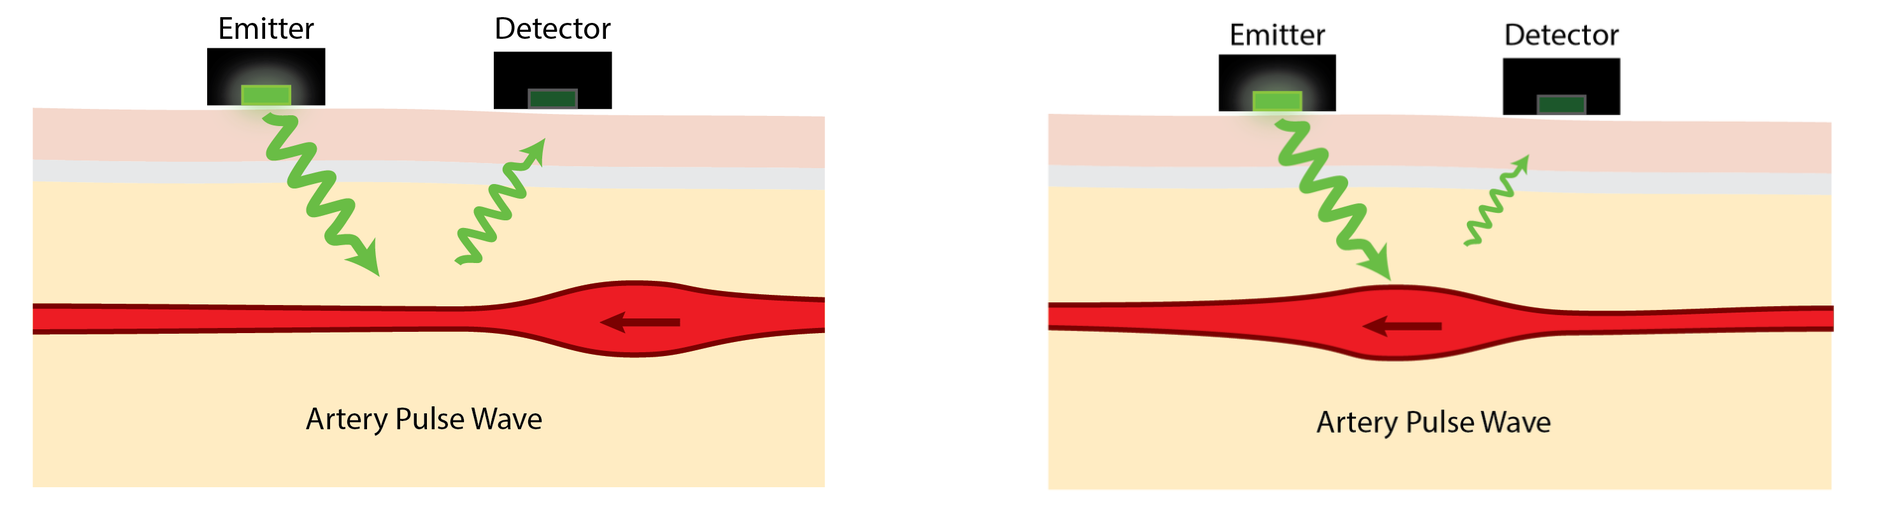 Emitter
Detector
Artery Pulse Wave
Emitter
Detector
Artery Pulse Wave